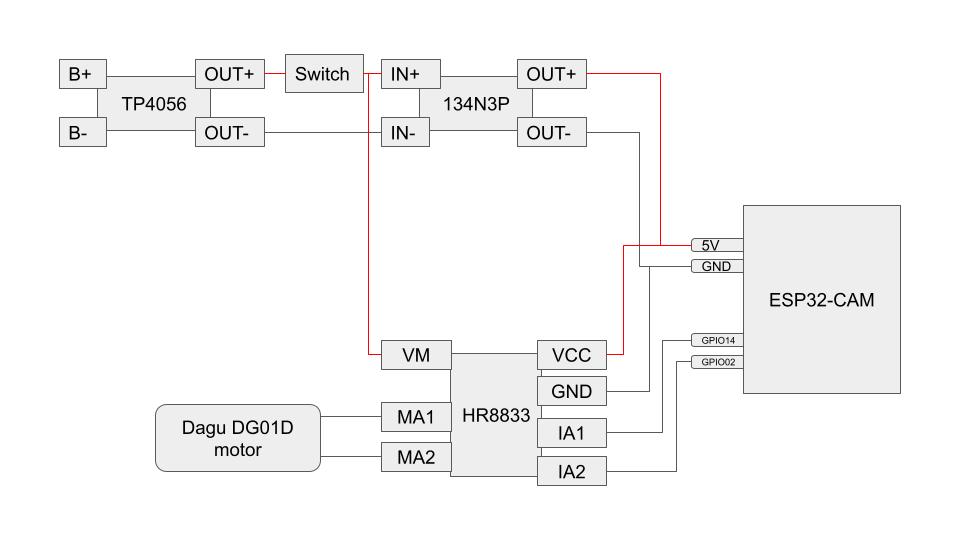 B+
OUT+
Switch
IN+
OUT+
TP4056
134N3P
B-
OUT-
IN-
OUT-
5V
GND
ESP32-CAM
GPIO14
GPIO02
VM
VCC
GND
HR8833
MA1
IA1
MA2
IA2
Dagu DG01D
motor